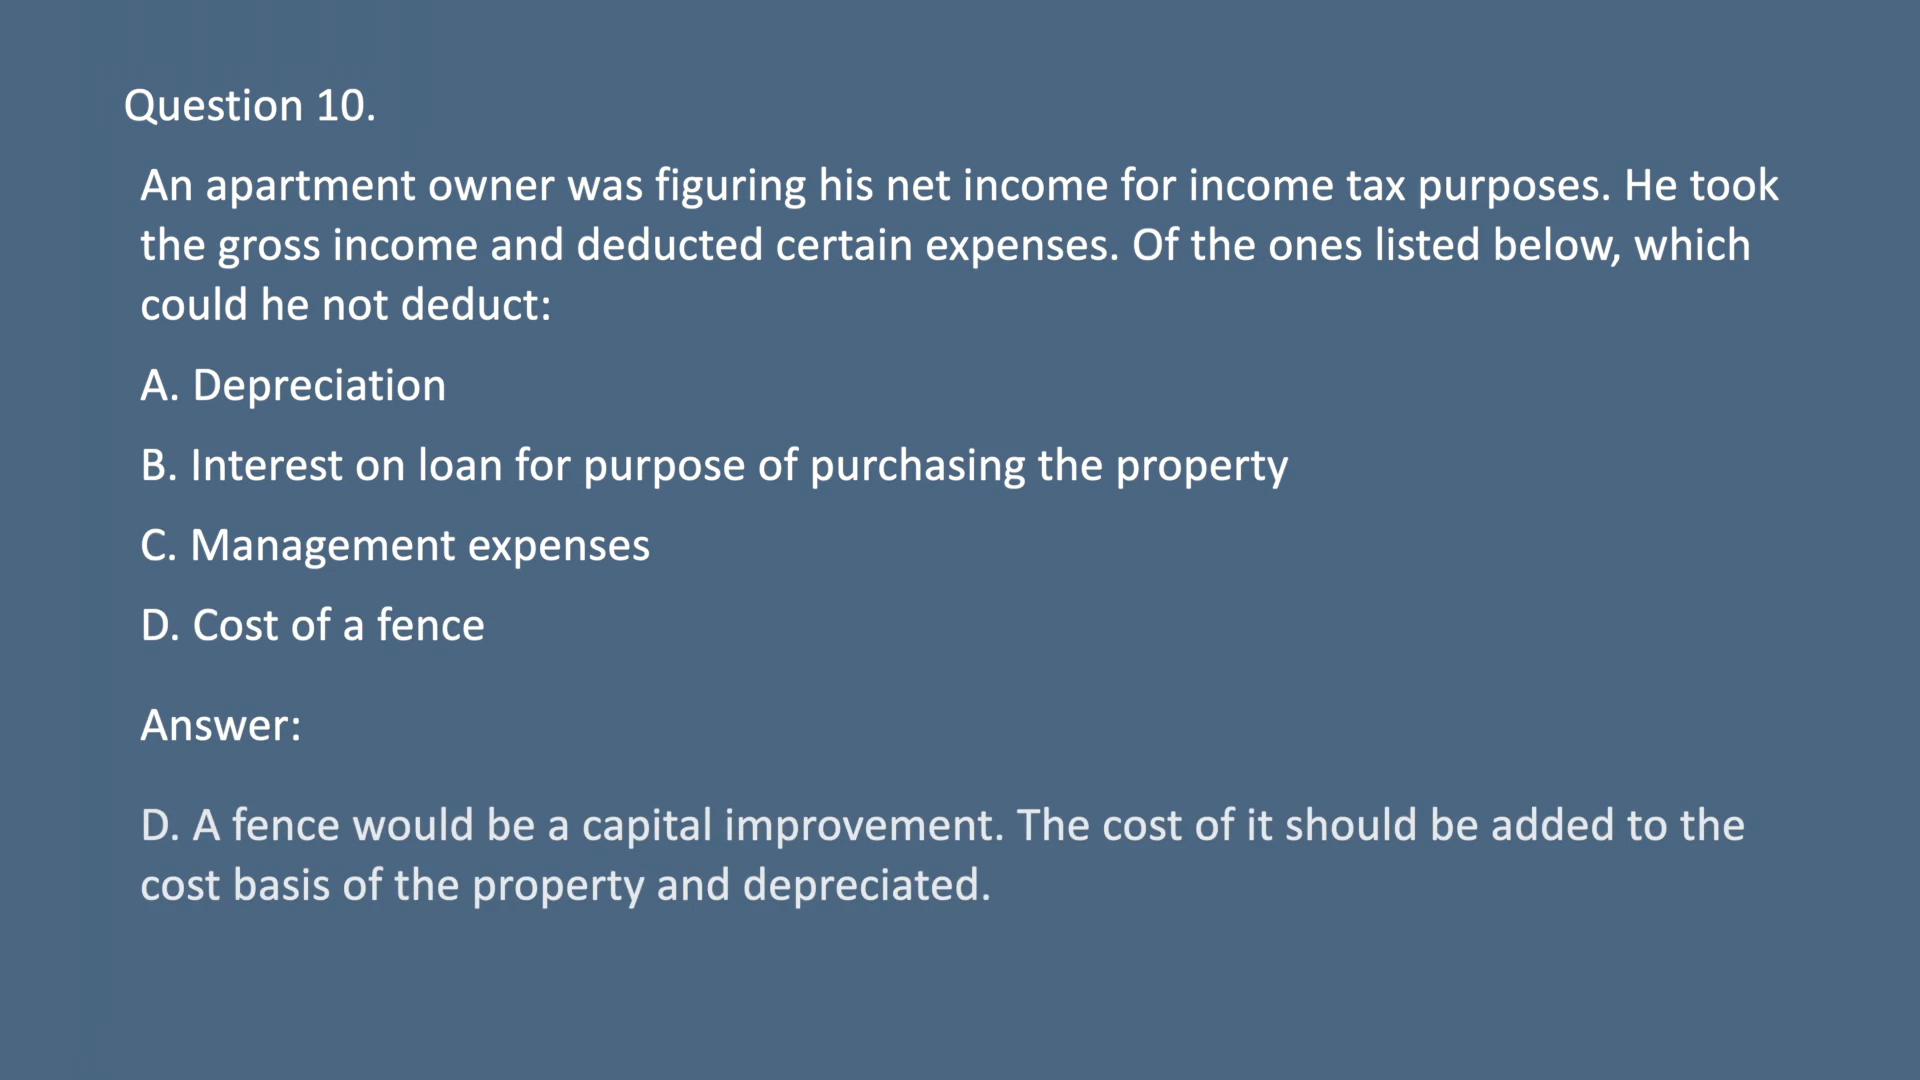 Question 10.
An apartment owner was figuring his net income for income tax purposes. He took
the gross income and deducted certain expenses. Of the ones listed below, which
could he not deduct:
A. Depreciation
B. Interest on loan for purpose of purchasing the property
C. Management expenses
D. Cost of a fence
Answer:
D. A fence would be a capital improvement. The cost of it should be added to the
cost basis of the property and depreciated.